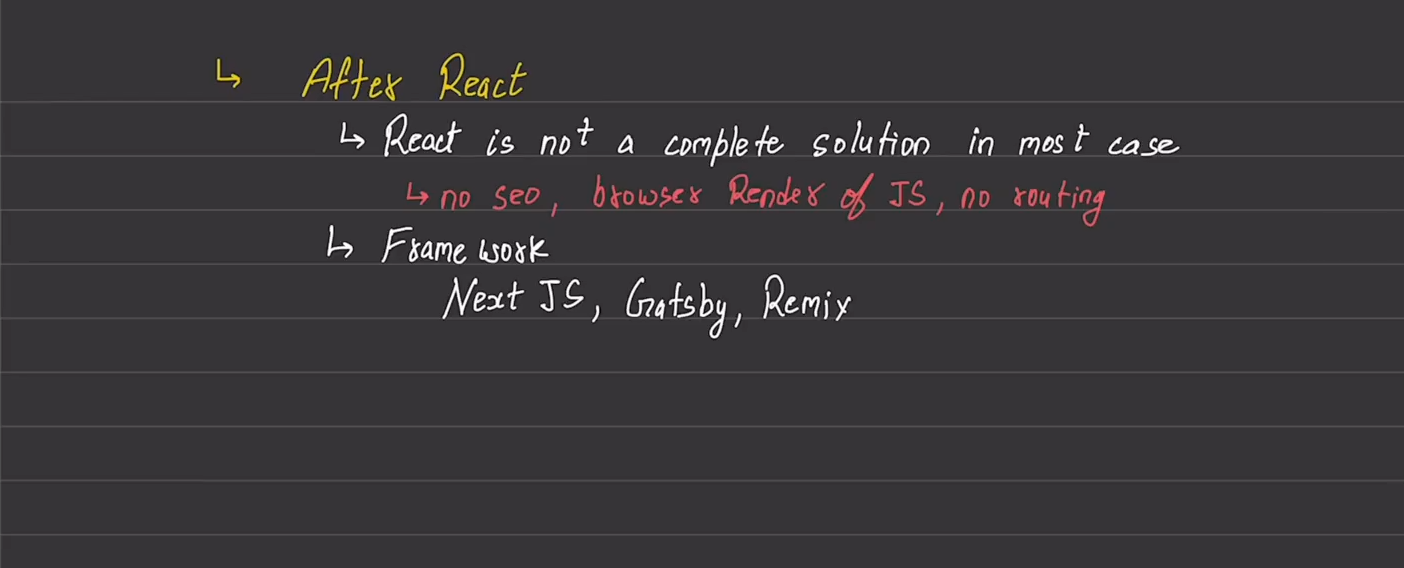 ↳ After React
↳ React is not a complete solution in most case
↳ no seo, browser Render of JS, no routing
↳ Frame work
Next JS, Gatsby, Remix